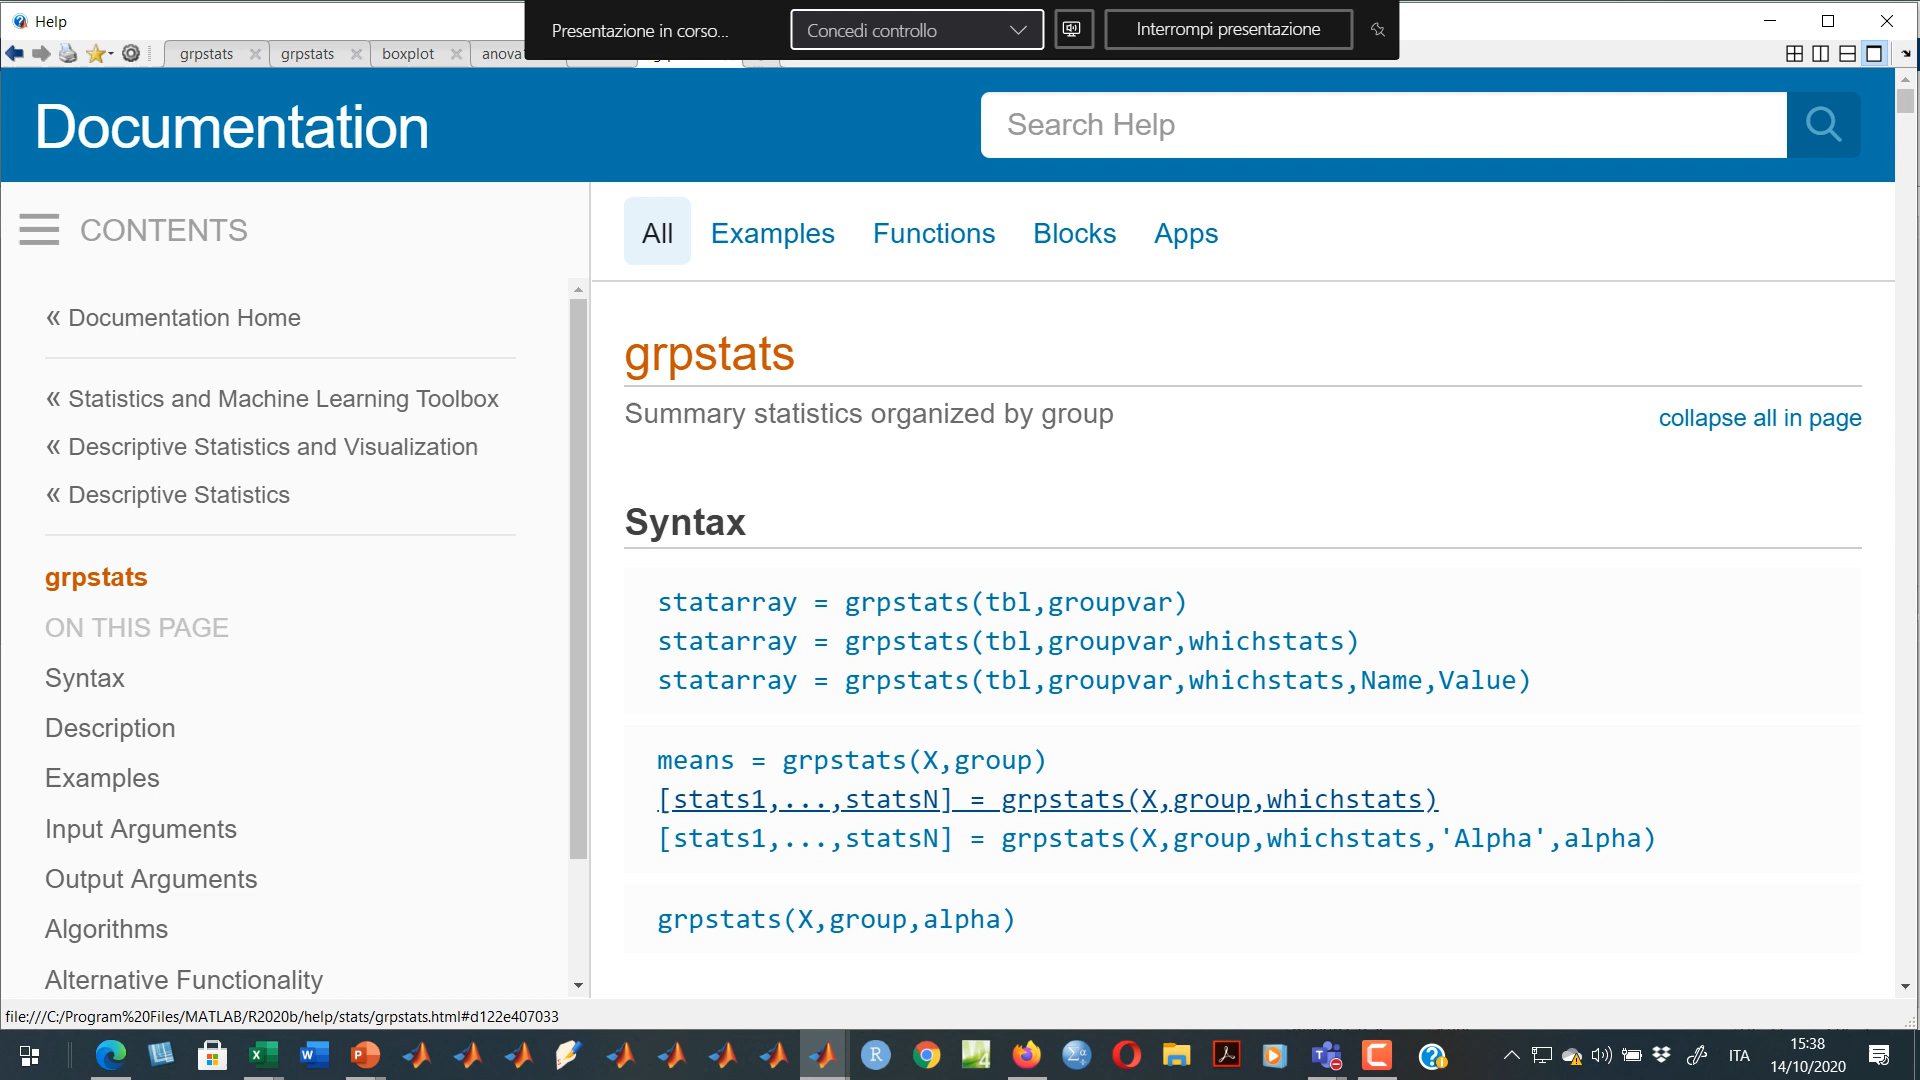 Help
Presentazione in corso...
Concedi controllo
Interrompi presentazione
grpstats
grpstats
boxplot
anova
Documentation
Search Help
CONTENTS
« Documentation Home
« Statistics and Machine Learning Toolbox
« Descriptive Statistics and Visualization
« Descriptive Statistics
grpstats
ON THIS PAGE
Syntax
Description
Examples
Input Arguments
Output Arguments
Algorithms
Alternative Functionality
All
Examples
Functions
Blocks
Apps
grpstats
Summary statistics organized by group
collapse all in page
Syntax
statarray = grpstats(tbl,groupvar)
statarray = grpstats(tbl,groupvar,whichstats)
statarray = grpstats(tbl,groupvar,whichstats,Name,Value)
means = grpstats(X,group)
[stats1,...,statsN] = grpstats(X,group,whichstats)
[stats1,...,statsN] = grpstats(X,group,whichstats,'Alpha',alpha)
grpstats(X,group,alpha)
file:///C:/Program%20Files/MATLAB/R2020b/help/stats/grpstats.html#d122e407033
ITA
15:38
14/10/2020